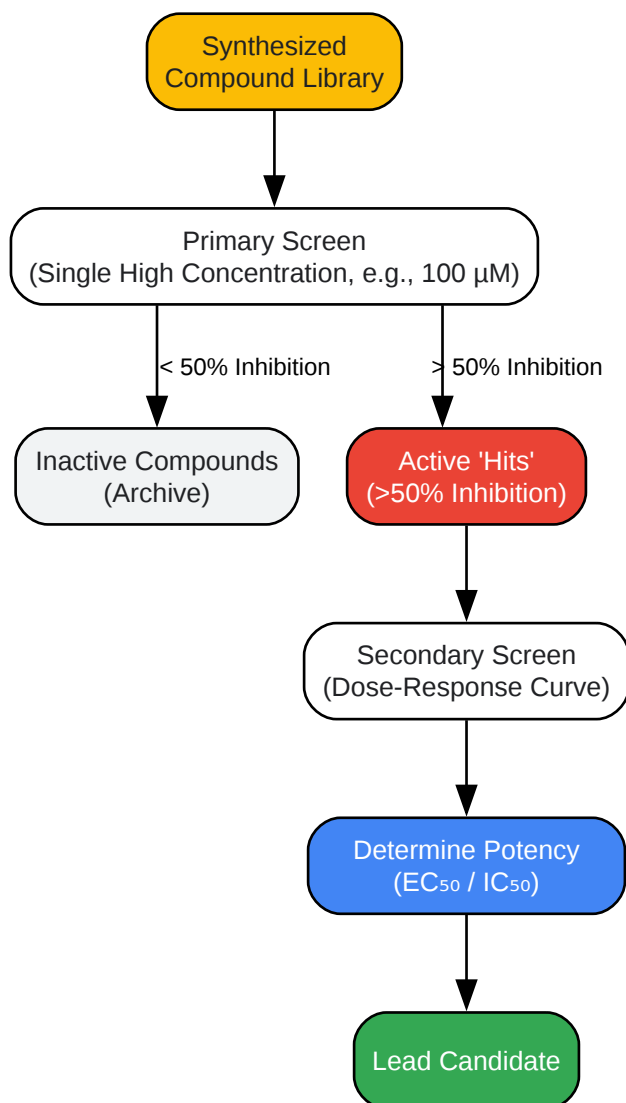 Synthesized
Compound Library
Primary Screen
(Single High Concentration, e.g., 100 µM)
< 50% Inhibition
> 50% Inhibition
Inactive Compounds
(Archive)
Active 'Hits'
(>50% Inhibition)
Secondary Screen
(Dose-Response Curve)
Determine Potency
(EC₅₀ / IC₅₀)
Lead Candidate